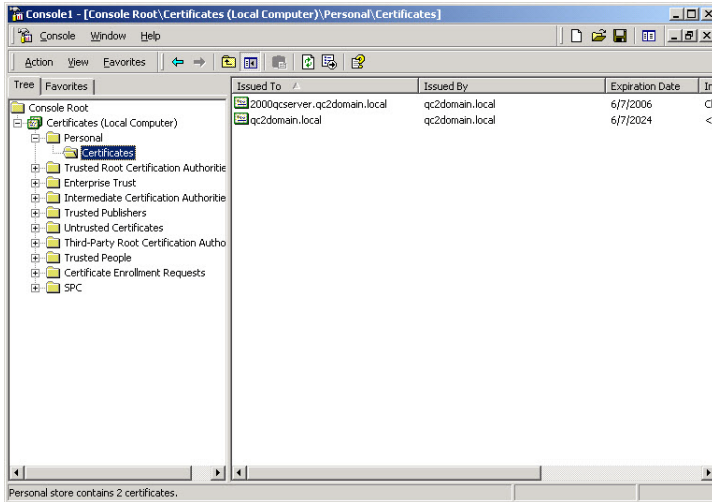 Console1 - [Console Root\Certificates (Local Computer)\Personal\Certificates]
Console Window Help
Action View Favorites
Tree Favorites
Issued To Issued By Expiration Date
Console Root
Certificates (Local Computer)
Personal
Certificates
Trusted Root Certification Authoritie
Enterprise Trust
Intermediate Certification Authoritie
Trusted Publishers
Untrusted Certificates
Third-Party Root Certification Autho
Trusted People
Certificate Enrollment Requests
SPC
2000qcserver.qc2domain.local qc2domain.local 6/7/2006
qc2domain.local qc2domain.local 6/7/2024 <
Personal store contains 2 certificates.